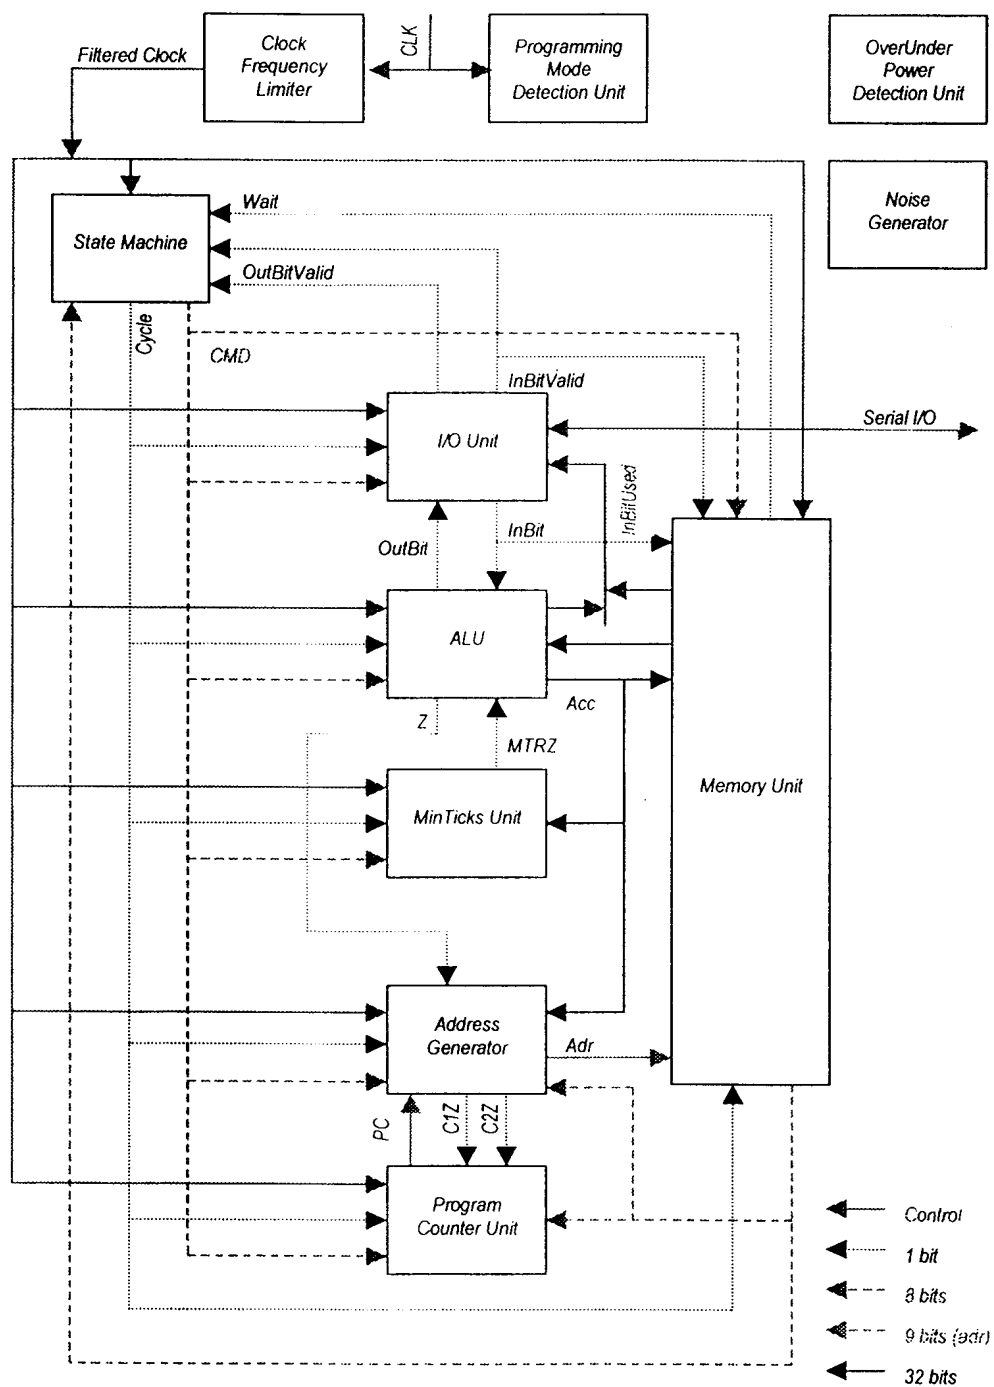 Clock
Frequency
Limiter
CLK
Programming
Mode
Detection Unit
OverUnder
Power
Detection Unit
Filtered Clock
Noise
Generator
State Machine
Wait
OutBitValid
Cycle
CMD
InBitValid
I/O Unit
Serial I/O
InBitUsed
OutBit
InBit
ALU
Z
Acc
MTRZ
MinTicks Unit
Memory Unit
Address
Generator
Adr
PC
C1Z
C2Z
Program
Counter Unit
Control
1 bit
8 bits
9 bits (adr)
32 bits